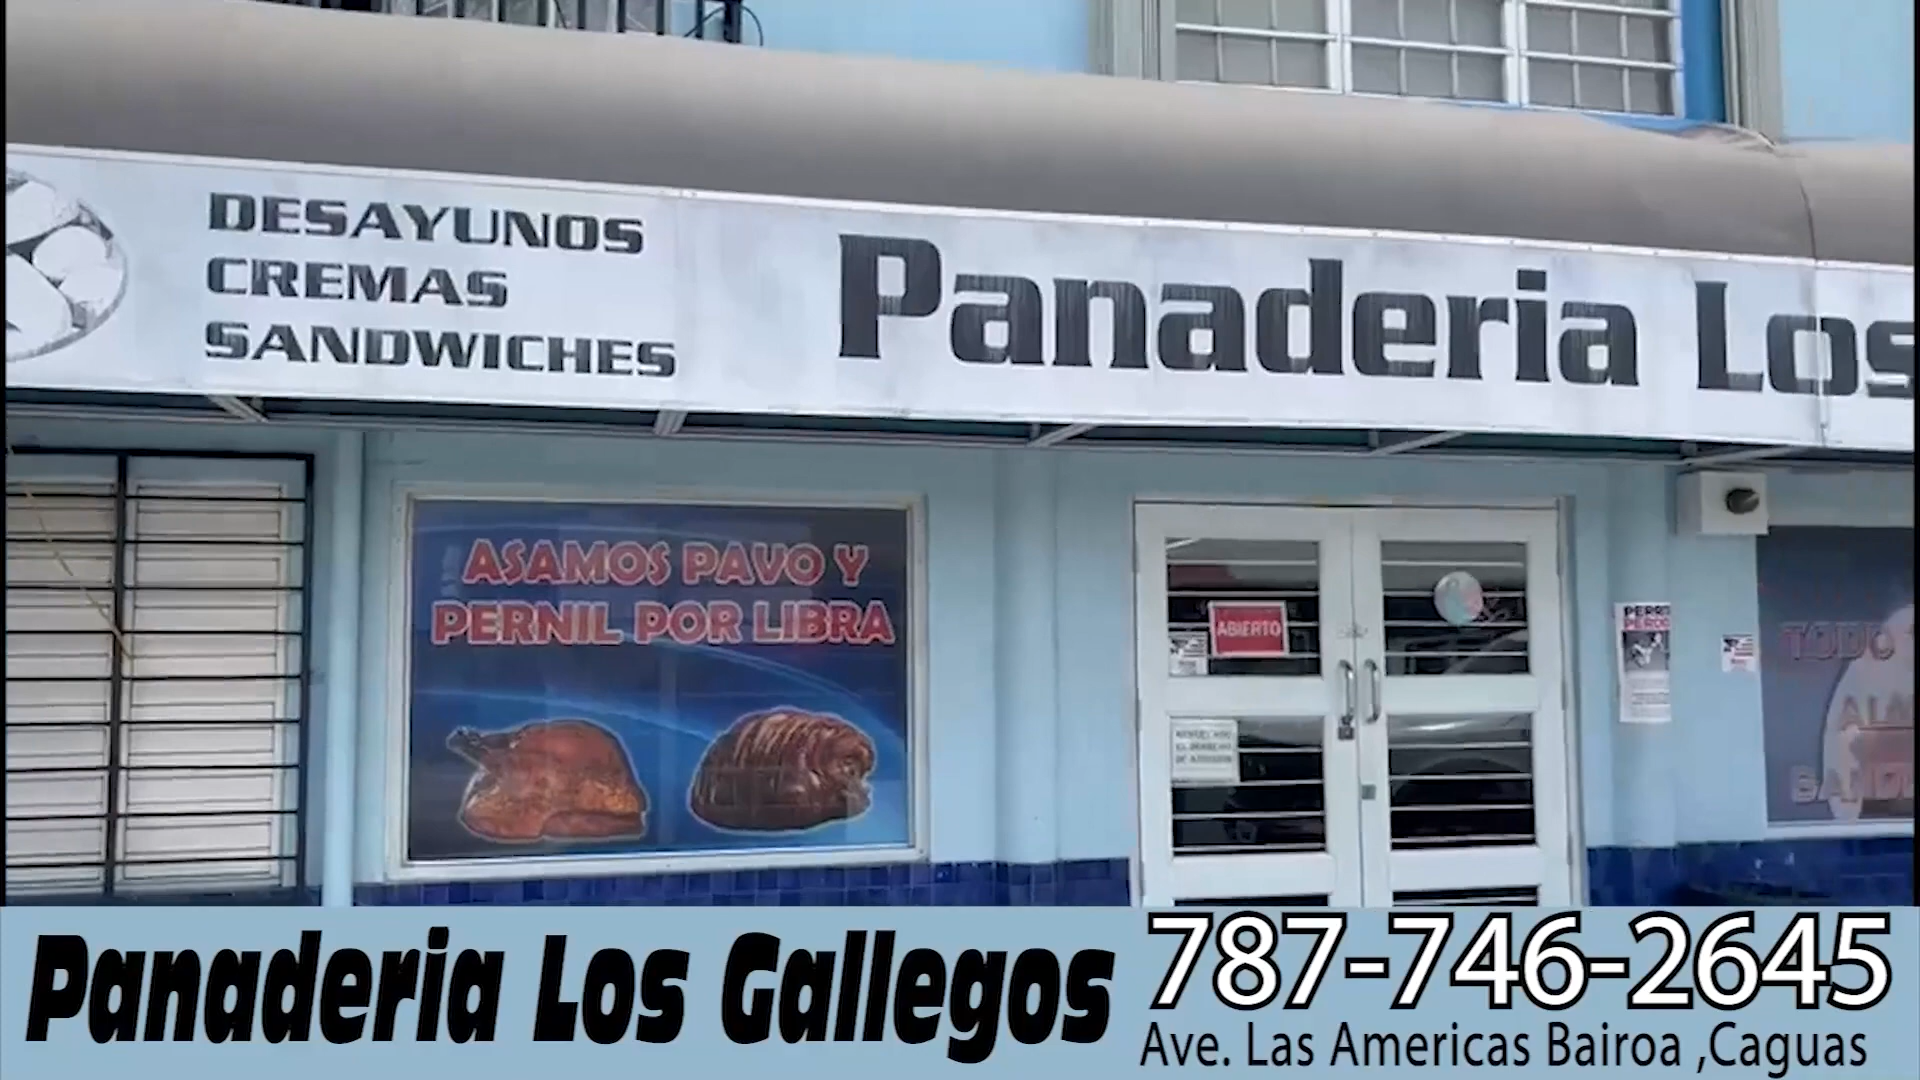 DESAYUNOS
CREMAS
SANDWICHES
Panaderia Los
ASAMOS PAVO Y
PERNIL POR LIBRA
ABIERTO
TODO
Panaderia Los Gallegos
787-746-2645
Ave. Las Americas Bairoa ,Caguas